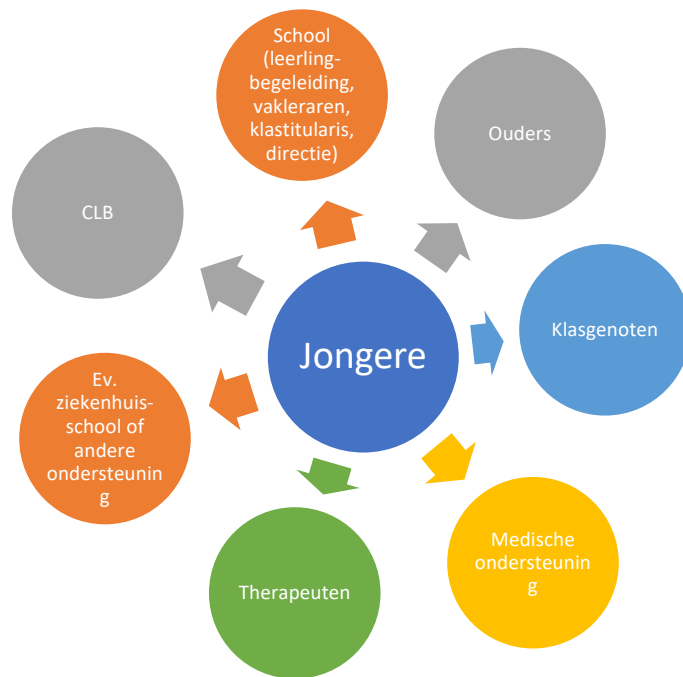 School
(leerling-
begeleiding,
vakleraren,
klastitularis,
directie)
Ouders
CLB
Klasgenoten
Jongere
Ev.
ziekenhuis-
school of
andere
ondersteunin
g
Medische
ondersteunin
g
Therapeuten